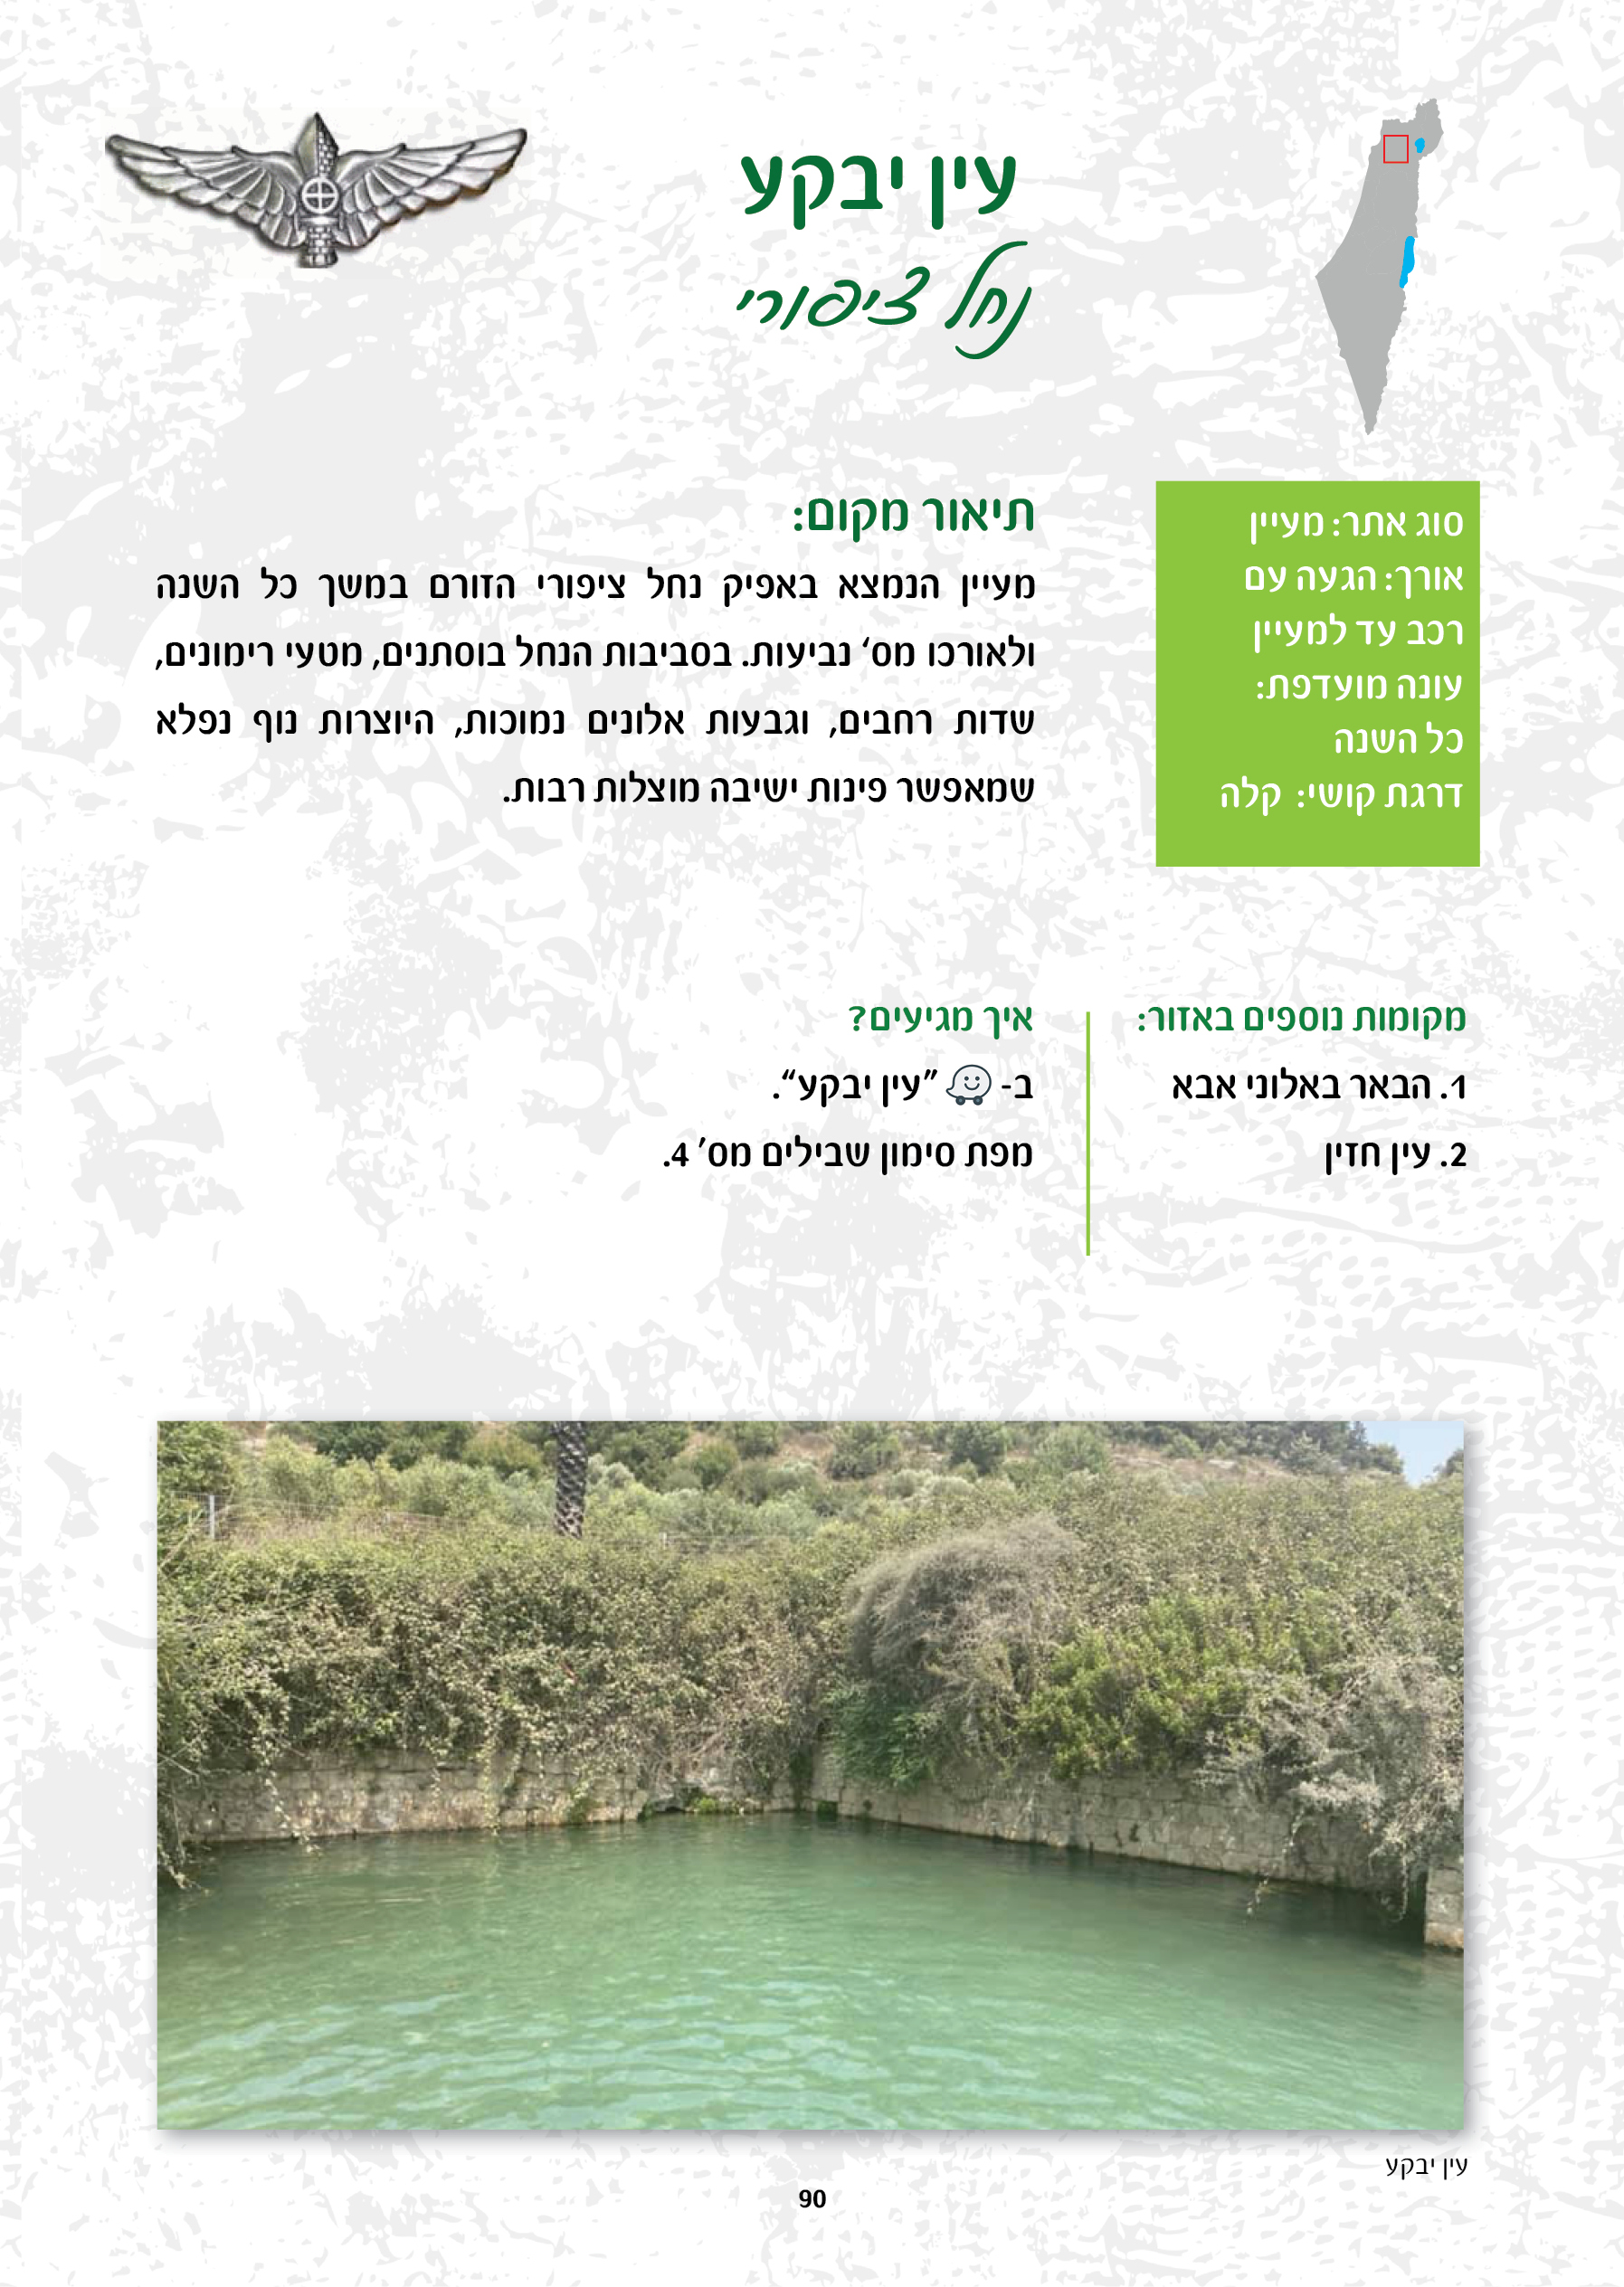 עין יבקע
נחל ציפורי
סוג אתר: מעיין
אורך: הגעה עם
רכב עד למעיין
עונה מועדפת:
כל השנה
דרגת קושי: קלה
תיאור מקום:
מעיין הנמצא באפיק נחל ציפורי הזורם במשך כל השנה
ולאורכו מס' נביעות. בסביבות הנחל בוסתנים, מטעי רימונים,
שדות רחבים, וגבעות אלונים נמוכות, היוצרות נוף נפלא
שמאפשר פינות ישיבה מוצלות רבות.
מקומות נוספים באזור:
1. הבאר באלוני אבא
2. עין חזין
איך מגיעים?
ב- ״עין יבקע“.
מפת סימון שבילים מס' 4.
עין יבקע
90